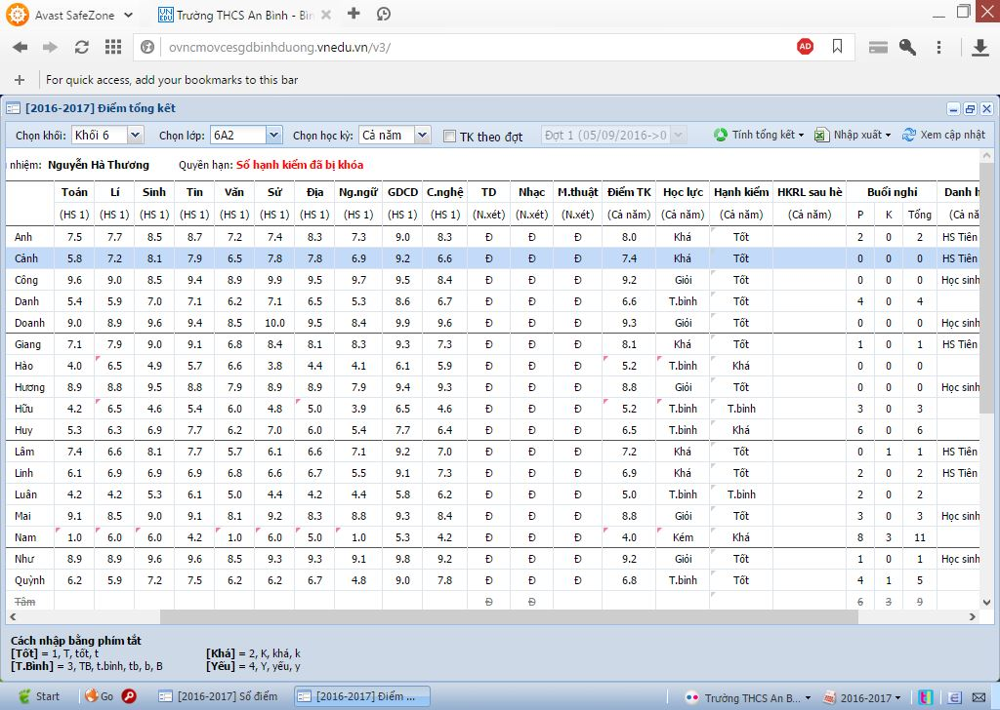 Avast SafeZone Trường THCS An Bình - Bìn
ovncmovcesgdbinhduong.vnedu.vn/v3/ AD
For quick access, add your bookmarks to this bar
[2016-2017] Điểm tổng kết
Chọn khối: Khối 6 Chọn lớp: 6A2 Chọn học kỳ: Cả năm TK theo đợt Đợt 1 (05/09/2016->0 Tính tổng kết Nhập xuất Xem cập nhật
nhiệm: Nguyễn Hà Thương Quyền hạn: Sổ hạnh kiểm đã bị khóa
Toán Lí Sinh Tin Văn Sử Địa Ng.ngữ GDCD C.nghệ TD Nhạc M.thuật Điểm TK Học lực Hạnh kiểm HKRL sau hè Buổi nghỉ Danh h
(HS 1) (HS 1) (HS 1) (HS 1) (HS 1) (HS 1) (HS 1) (HS 1) (HS 1) (HS 1) (N.xét) (N.xét) (N.xét) (Cả năm) (Cả năm) (Cả năm) (Cả năm) P K Tổng (Cả nă
Anh 7.5 7.7 8.5 8.7 7.2 7.4 8.3 7.3 9.0 8.3 Đ Đ Đ 8.0 Khá Tốt 2 0 2 HS Tiên
Cảnh 5.8 7.2 8.1 7.9 6.5 7.8 7.8 6.9 9.2 6.6 Đ Đ Đ 7.4 Khá Tốt 0 0 0 HS Tiên
Công 9.6 9.0 8.5 9.4 8.9 9.9 9.5 9.7 9.5 8.4 Đ Đ Đ 9.2 Giỏi Tốt 0 0 0 Học sinh
Danh 5.4 5.9 7.0 7.1 6.2 7.1 6.5 5.3 8.6 6.7 Đ Đ Đ 6.6 T.bình Tốt 4 0 4
Doanh 9.0 8.9 9.6 9.4 8.5 10.0 9.5 8.4 9.9 9.6 Đ Đ Đ 9.3 Giỏi Tốt 0 0 0 Học sinh
Giang 7.1 7.9 9.0 9.1 6.8 8.4 8.1 8.3 9.3 7.3 Đ Đ Đ 8.1 Khá Tốt 1 0 1 HS Tiên
Hào 4.0 6.5 4.9 5.7 6.6 3.8 4.4 4.1 6.1 5.9 Đ Đ Đ 5.2 T.bình Khá 0 0 0
Hương 8.9 8.8 9.5 8.8 7.9 8.9 8.9 7.9 9.4 9.3 Đ Đ Đ 8.8 Giỏi Tốt 0 0 0 Học sinh
Hữu 4.2 6.5 4.6 5.4 6.0 4.8 5.0 3.9 6.5 4.6 Đ Đ Đ 5.2 T.bình T.bình 3 0 3
Huy 5.3 6.3 6.9 7.7 6.2 7.0 6.0 5.4 7.7 6.4 Đ Đ Đ 6.5 T.bình Khá 6 0 6
Lâm 7.4 6.6 8.1 7.7 5.7 6.1 6.6 7.1 9.2 7.0 Đ Đ Đ 7.2 Khá Tốt 0 1 1 HS Tiên
Linh 6.1 6.9 6.9 6.9 6.8 6.6 6.7 5.5 9.1 7.3 Đ Đ Đ 6.9 Khá Tốt 2 0 2 HS Tiên
Luân 4.2 4.2 5.3 6.1 5.0 4.4 4.2 4.4 5.8 6.2 Đ Đ Đ 5.0 T.bình T.bình 2 0 2
Mai 9.1 8.5 9.0 9.1 8.1 9.2 8.3 8.8 9.3 8.4 Đ Đ Đ 8.8 Giỏi Tốt 3 0 3 Học sinh
Nam 1.0 6.0 6.0 4.2 1.0 6.0 5.0 1.0 5.3 4.2 Đ Đ Đ 4.0 Kém Khá 8 3 11
Như 8.9 8.9 9.6 9.6 8.5 9.3 9.3 9.1 9.8 9.2 Đ Đ Đ 9.2 Giỏi Tốt 1 0 1 Học sinh
Quỳnh 6.2 5.9 7.2 7.5 6.2 6.2 6.7 4.8 9.0 7.8 Đ Đ Đ 6.8 T.bình Tốt 4 1 5
Tâm Đ Đ 6 3 9
Cách nhập bằng phím tắt
[Tốt] = 1, T, tốt, t [Khá] = 2, K, khá, k
[T.Bình] = 3, TB, t.bình, tb, b, B [Yếu] = 4, Y, yếu, y
Start Go [2016-2017] Sổ điểm [2016-2017] Điểm ... Trường THCS An B... 2016-2017